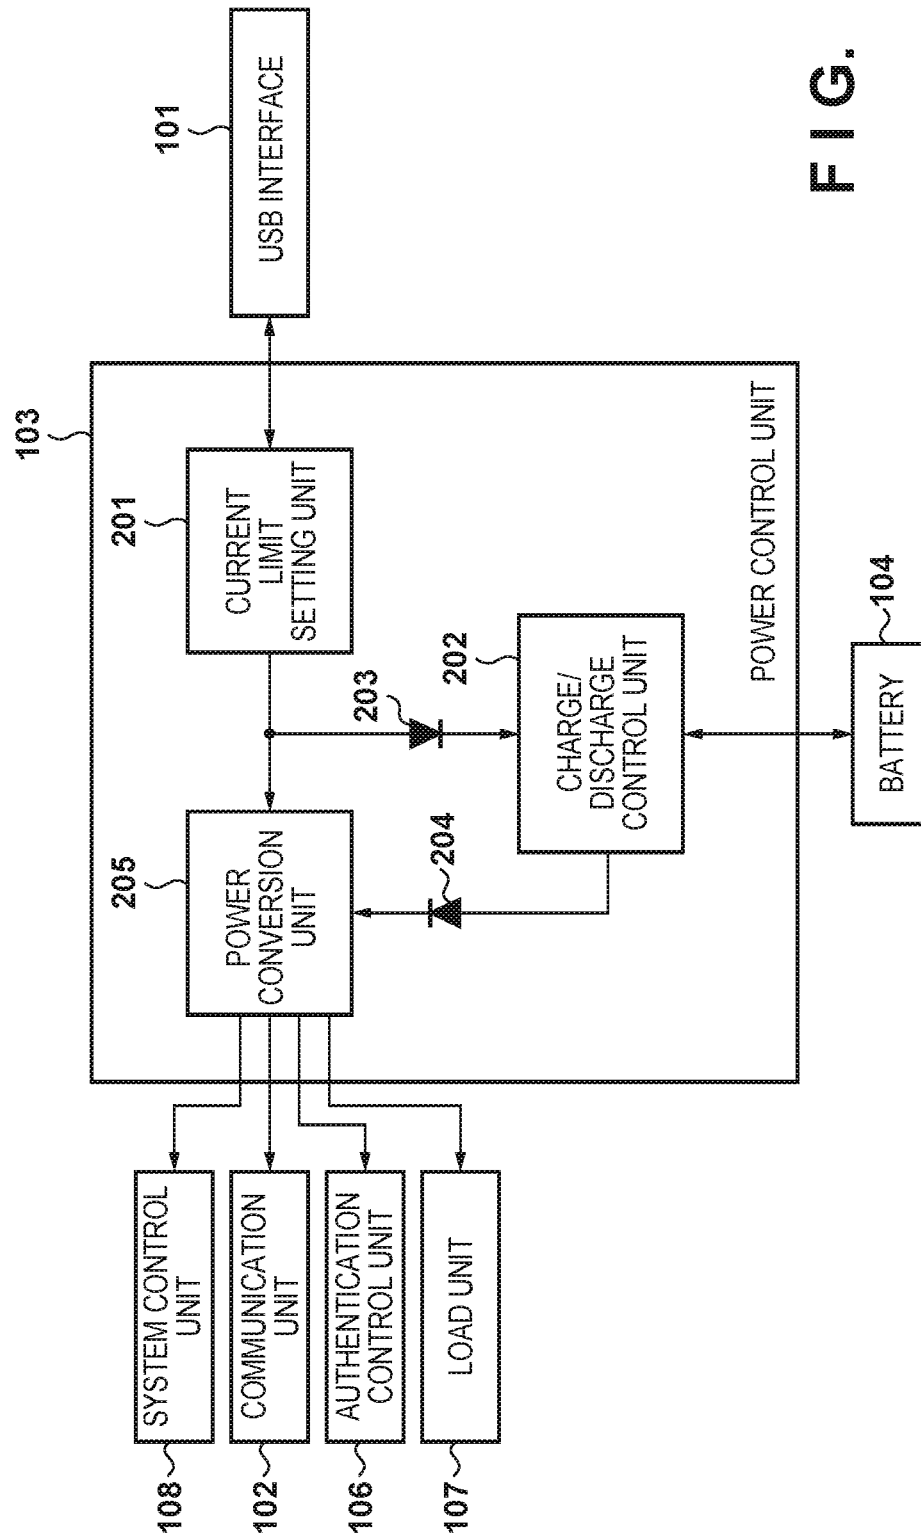 108
SYSTEM CONTROL
UNIT
102
COMMUNICATION
UNIT
106
AUTHENTICATION
CONTROL UNIT
107
LOAD UNIT
103
205
POWER
CONVERSION
UNIT
201
CURRENT
LIMIT
SETTING UNIT
101
USB INTERFACE
204
203
202
CHARGE/
DISCHARGE
CONTROL UNIT
POWER CONTROL UNIT
104
BATTERY
FIG.